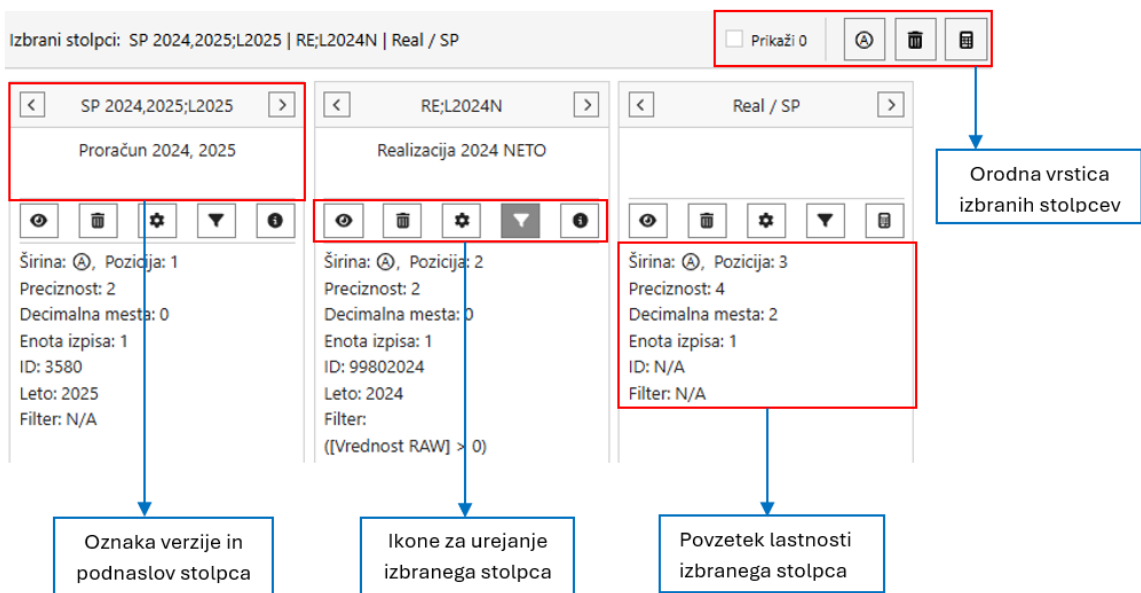 Izbrani stolpci: SP 2024,2025;L2025 | RE;L2024N | Real / SP
Prikaži 0
SP 2024,2025;L2025
Proračun 2024, 2025
Širina: Ⓐ, Pozicija: 1
Preciznost: 2
Decimalna mesta: 0
Enota izpisa: 1
ID: 3580
Leto: 2025
Filter: N/A
RE;L2024N
Realizacija 2024 NETO
Širina: Ⓐ, Pozicija: 2
Preciznost: 2
Decimalna mesta: 0
Enota izpisa: 1
ID: 99802024
Leto: 2024
Filter:
([Vrednost RAW] > 0)
Real / SP
Širina: Ⓐ, Pozicija: 3
Preciznost: 4
Decimalna mesta: 2
Enota izpisa: 1
ID: N/A
Filter: N/A
Orodna vrstica
izbranih stolpcev
Oznaka verzije in
podnaslov stolpca
Ikone za urejanje
izbranega stolpca
Povzetek lastnosti
izbranega stolpca